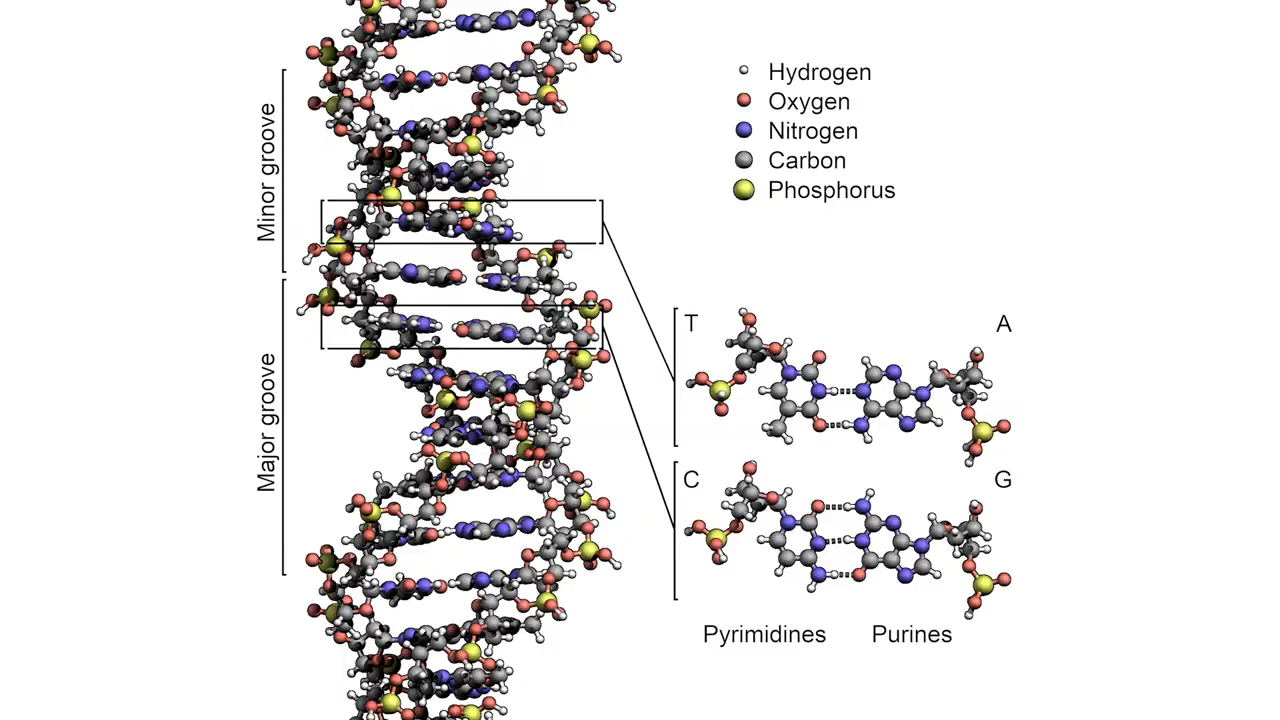 Hydrogen
Oxygen
Nitrogen
Carbon
Phosphorus
Minor groove
Major groove
T
A
C
G
Pyrimidines
Purines